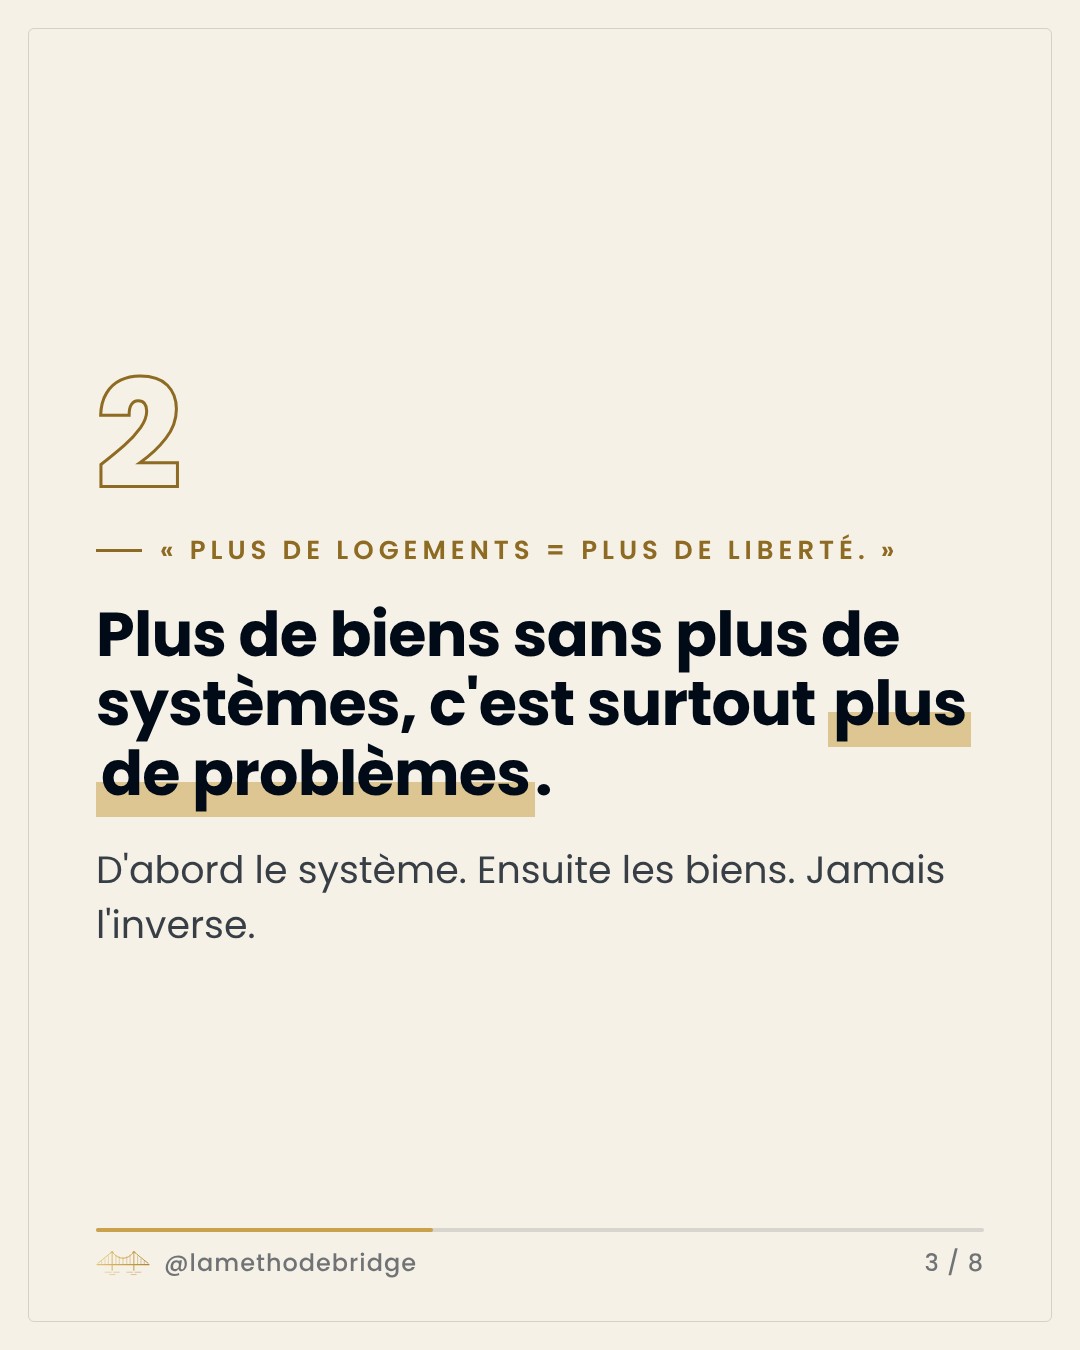 2
« PLUS DE LOGEMENTS = PLUS DE LIBERTÉ. »
Plus de biens sans plus de
systèmes, c'est surtout plus
de problèmes.
D'abord le système. Ensuite les biens. Jamais
l'inverse.
@lamethodebridge
3 / 8